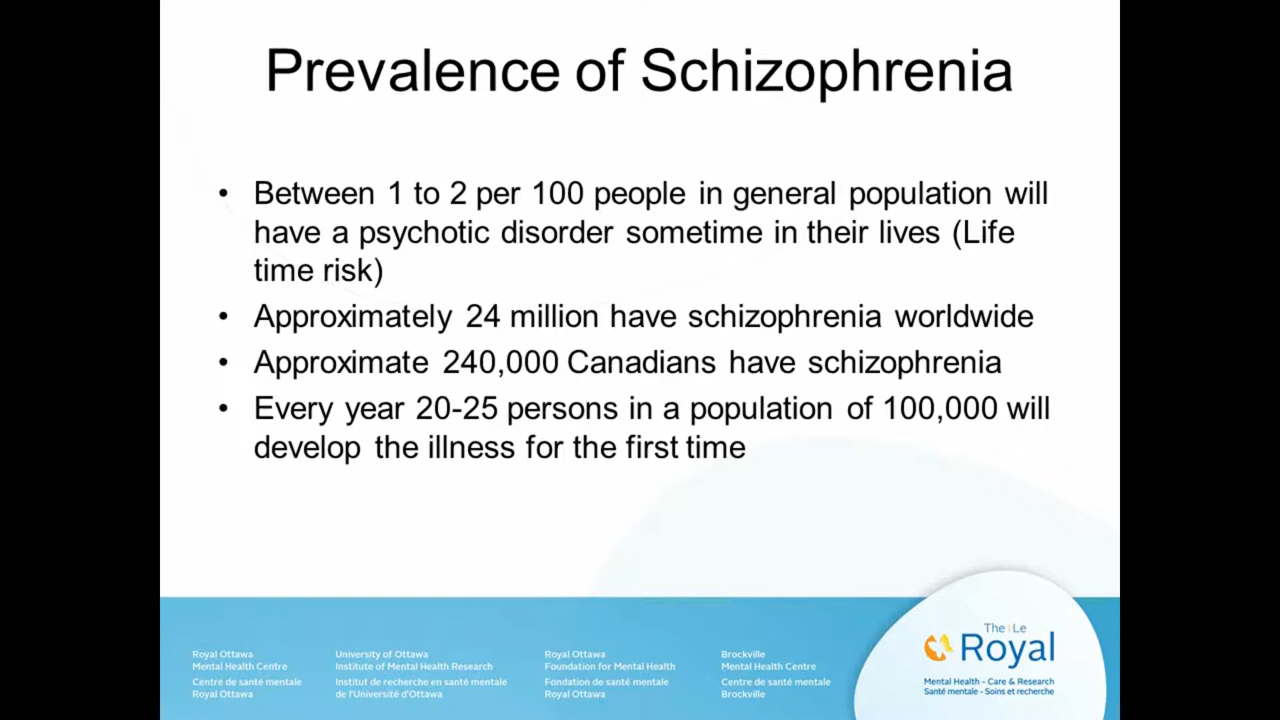 Prevalence of Schizophrenia
• Between 1 to 2 per 100 people in general population will
have a psychotic disorder sometime in their lives (Life
time risk)
• Approximately 24 million have schizophrenia worldwide
• Approximate 240,000 Canadians have schizophrenia
• Every year 20-25 persons in a population of 100,000 will
develop the illness for the first time
Royal Ottawa
Mental Health Centre
Centre de santé mentale
Royal Ottawa
University of Ottawa
Institute of Mental Health Research
Institut de recherche en santé mentale
de l'Université d'Ottawa
Royal Ottawa
Foundation for Mental Health
Fondation de santé mentale
Royal Ottawa
Brockville
Mental Health Centre
Centre de santé mentale
Brockville
The | Le
Royal
Mental Health - Care & Research
Santé mentale - Soins et recherche